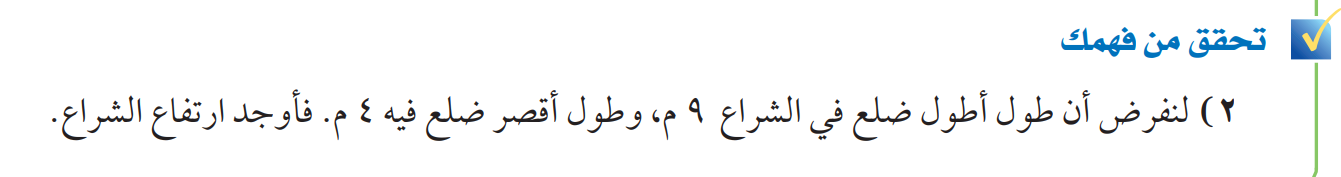 تحقق من فهمك
٢) لنفرض أن طول أطول ضلع في الشراع ٩ م، وطول أقصر ضلع فيه ٤ م. فأوجد ارتفاع الشراع.